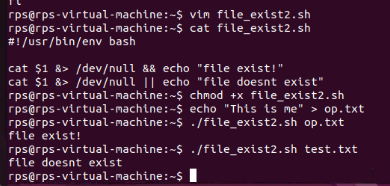 fi
rps@rps-virtual-machine:~$ vim file_exist2.sh
rps@rps-virtual-machine:~$ cat file_exist2.sh
#!/usr/bin/env bash

cat $1 &> /dev/null && echo "file exist!"
cat $1 &> /dev/null || echo "file doesnt exist"
rps@rps-virtual-machine:~$ chmod +x file_exist2.sh
rps@rps-virtual-machine:~$ echo "This is me" > op.txt
rps@rps-virtual-machine:~$ ./file_exist2.sh op.txt
file exist!
rps@rps-virtual-machine:~$ ./file_exist2.sh test.txt
file doesnt exist
rps@rps-virtual-machine:~$